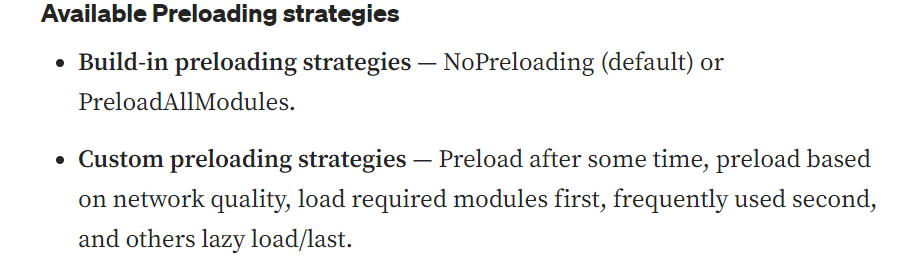 Available Preloading strategies
• Build-in preloading strategies — NoPreloading (default) or
PreloadAllModules.
• Custom preloading strategies — Preload after some time, preload based
on network quality, load required modules first, frequently used second,
and others lazy load/last.